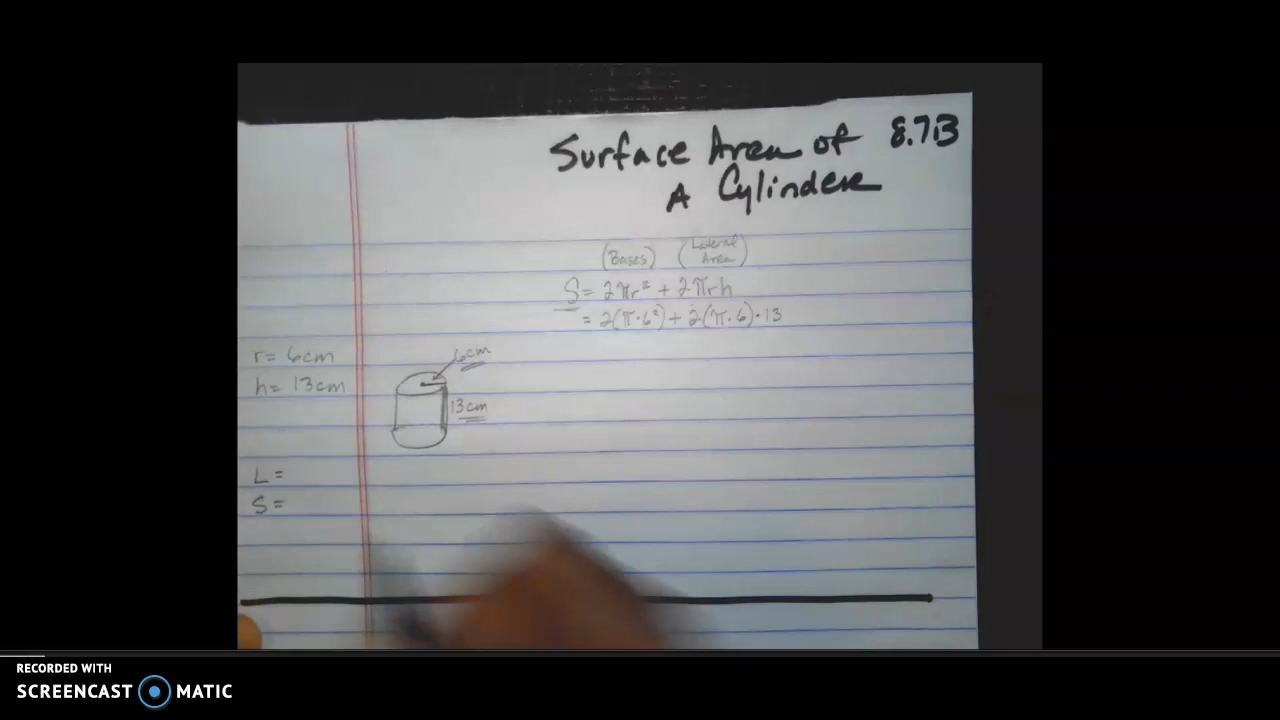 Surface Area of 8.7B
A Cylinder
(Bases) (Lateral Area)
S = 2πr² + 2πrh
= 2(π·6²) + 2(π·6)·13
r = 6cm
h = 13cm
6cm
13cm
L =
S =
RECORDED WITH
SCREENCAST MATIC